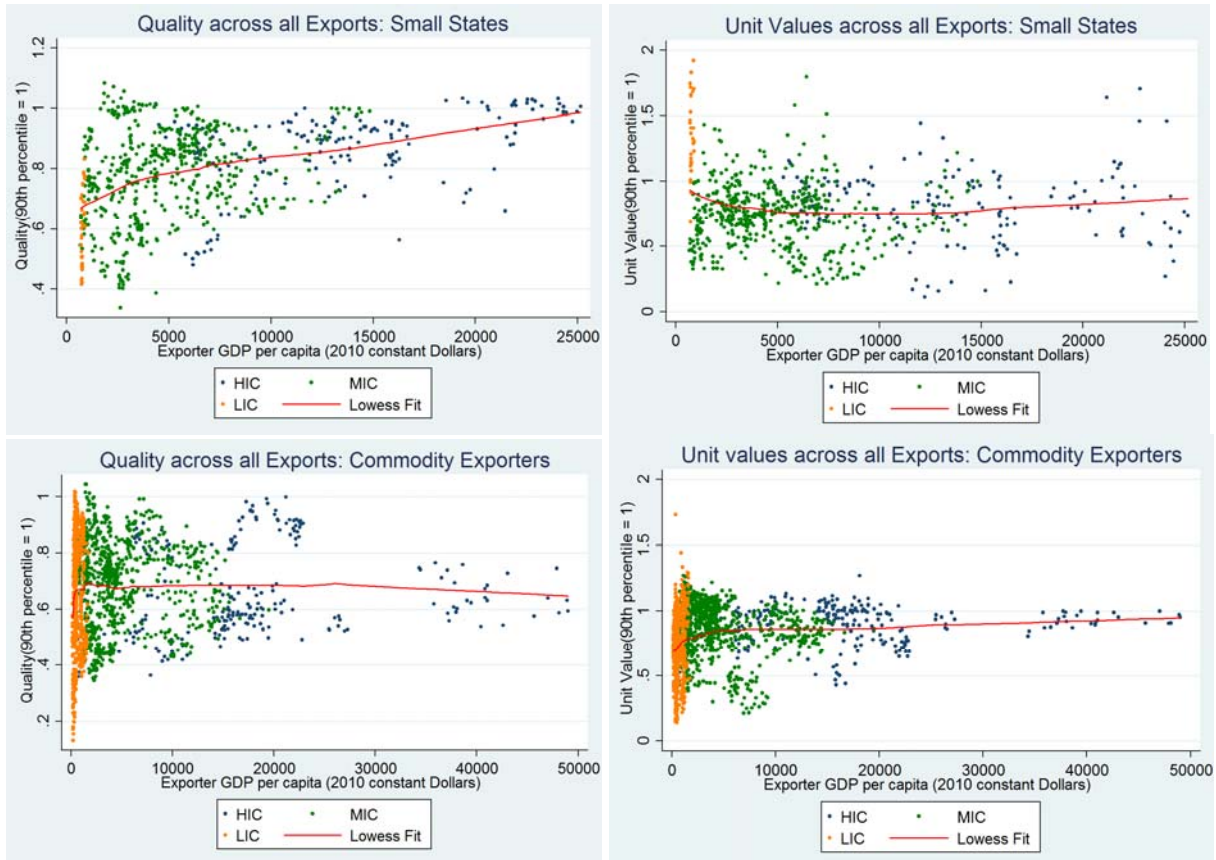 Quality across all Exports: Small States
Quality(90th percentile = 1)
1.2
1
.8
.6
.4
0 5000 10000 15000 20000 25000
Exporter GDP per capita (2010 constant Dollars)
HIC MIC
LIC Lowess Fit
Unit Values across all Exports: Small States
Unit Value(90th percentile = 1)
2
1.5
1
.5
0
0 5000 10000 15000 20000 25000
Exporter GDP per capita (2010 constant Dollars)
HIC MIC
LIC Lowess Fit
Quality across all Exports: Commodity Exporters
Quality(90th percentile = 1)
1
.8
.6
.4
.2
0 10000 20000 30000 40000 50000
Exporter GDP per capita (2010 constant Dollars)
HIC MIC
LIC Lowess Fit
Unit values across all Exports: Commodity Exporters
Unit Value(90th percentile = 1)
2
1.5
1
.5
0
0 10000 20000 30000 40000 50000
Exporter GDP per capita (2010 constant Dollars)
HIC MIC
LIC Lowess Fit